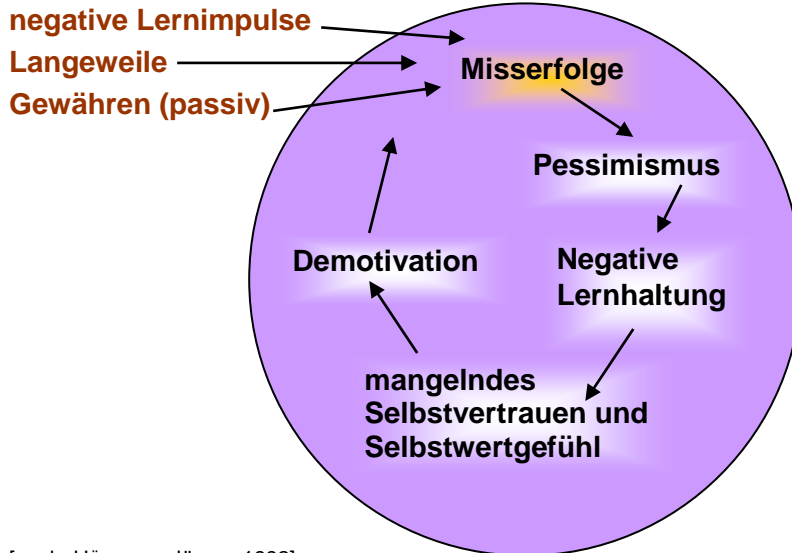 negative Lernimpulse
Langeweile
Gewähren (passiv)
Misserfolge
Pessimismus
Negative
Lernhaltung
mangelndes
Selbstvertrauen und
Selbstwertgefühl
Demotivation